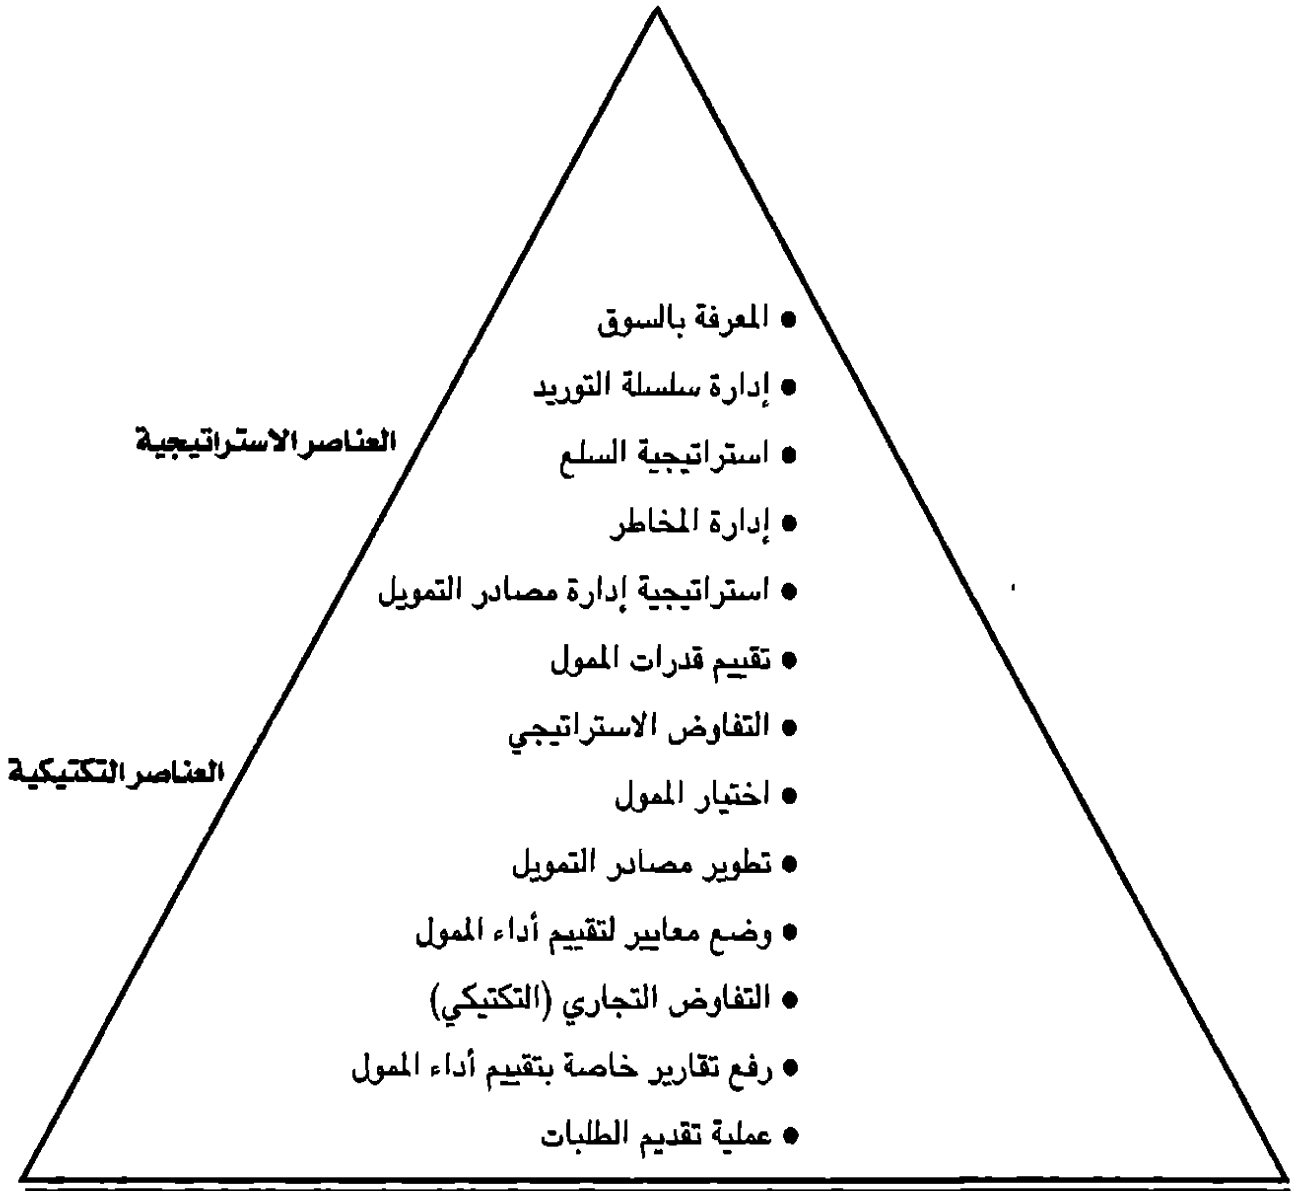 • المعرفة بالسوق
• إدارة سلسلة التوريد
العناصر الاستراتيجية
• استراتيجية السلع
• إدارة المخاطر
• استراتيجية إدارة مصادر التمويل
• تقييم قدرات الممول
• التفاوض الاستراتيجي
العناصر التكتيكية
• اختيار الممول
• تطوير مصادر التمويل
• وضع معايير لتقييم أداء الممول
• التفاوض التجاري (التكتيكي)
• رفع تقارير خاصة بتقييم أداء الممول
• عملية تقديم الطلبات